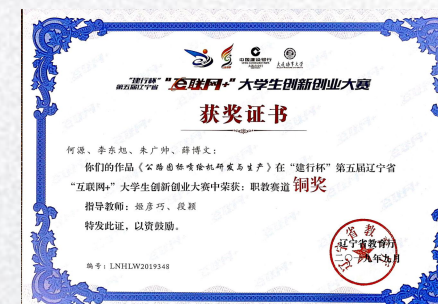 中国建设银行
"建行杯"
第五届辽宁省
"互联网+"大学生创新创业大赛
获奖证书
何源、李东旭、朱广帅、薛博文：
你们的作品《公路图标喷绘机研发与生产》在"建行杯"第五届辽宁省
"互联网+"大学生创新创业大赛中荣获：职教赛道 铜奖
指导教师：姬彦巧、段颖
特发此证，以资鼓励。
辽宁省教育厅
二〇一九年九月
编号：LNHLW2019348